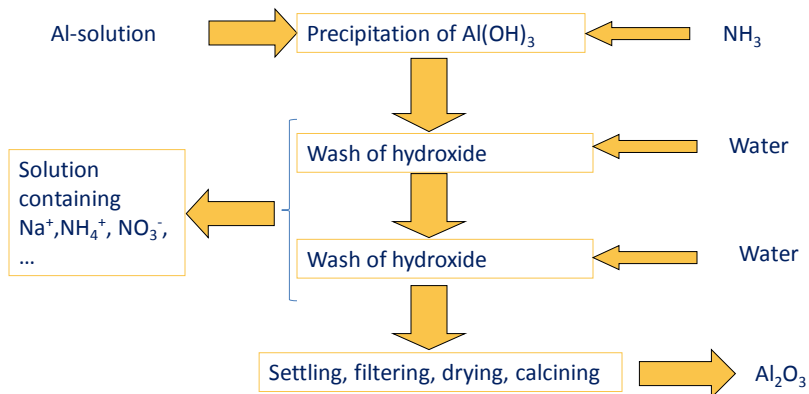 Al-solution
Precipitation of Al(OH)₃
NH₃
Wash of hydroxide
Water
Solution
containing
Na⁺,NH₄⁺, NO₃⁻,
...
Wash of hydroxide
Water
Settling, filtering, drying, calcining
Al₂O₃